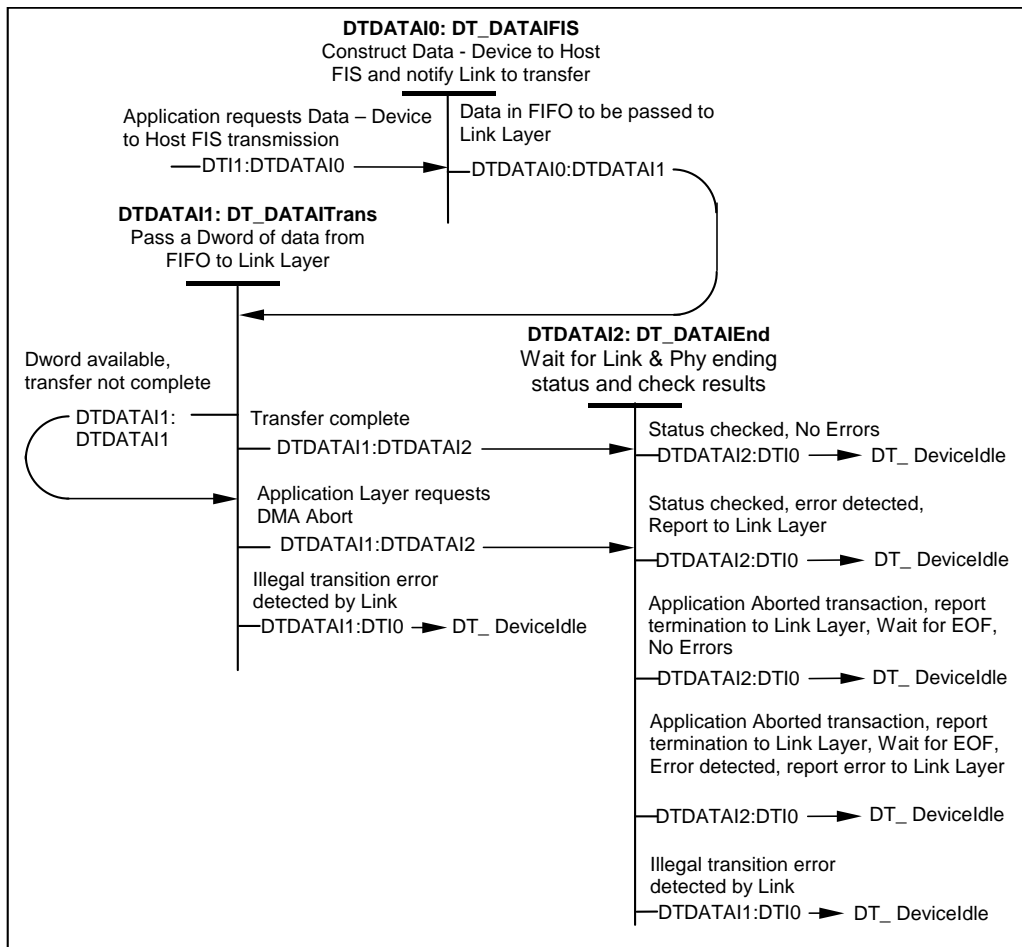 DTDATAI0: DT_DATAIFIS
Construct Data - Device to Host
FIS and notify Link to transfer
Application requests Data – Device
to Host FIS transmission
DTI1:DTDATAI0
Data in FIFO to be passed to
Link Layer
DTDATAI0:DTDATAI1
DTDATAI1: DT_DATAITrans
Pass a Dword of data from
FIFO to Link Layer
Dword available,
transfer not complete
DTDATAI1:
DTDATAI1
Transfer complete
DTDATAI1:DTDATAI2
Application Layer requests
DMA Abort
DTDATAI1:DTDATAI2
Illegal transition error
detected by Link
DTDATAI1:DTI0
DT_ DeviceIdle
DTDATAI2: DT_DATAIEnd
Wait for Link & Phy ending
status and check results
Status checked, No Errors
DTDATAI2:DTI0
DT_ DeviceIdle
Status checked, error detected,
Report to Link Layer
DTDATAI2:DTI0
DT_ DeviceIdle
Application Aborted transaction, report
termination to Link Layer, Wait for EOF,
No Errors
DTDATAI2:DTI0
DT_ DeviceIdle
Application Aborted transaction, report
termination to Link Layer, Wait for EOF,
Error detected, report error to Link Layer
DTDATAI2:DTI0
DT_ DeviceIdle
Illegal transition error
detected by Link
DTDATAI1:DTI0
DT_ DeviceIdle